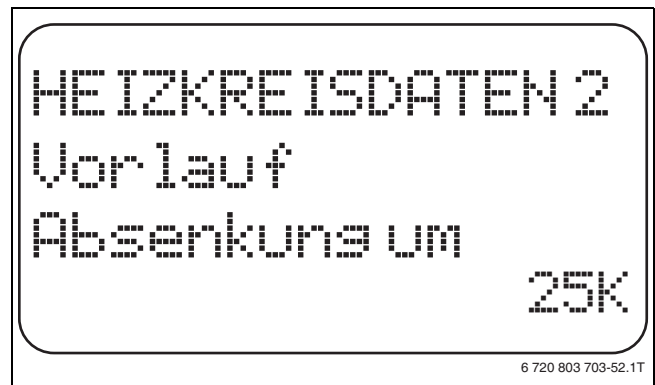 HEIZKREISDATEN 2
Vorlauf
Absenkung um
25K
6 720 803 703-52.1T